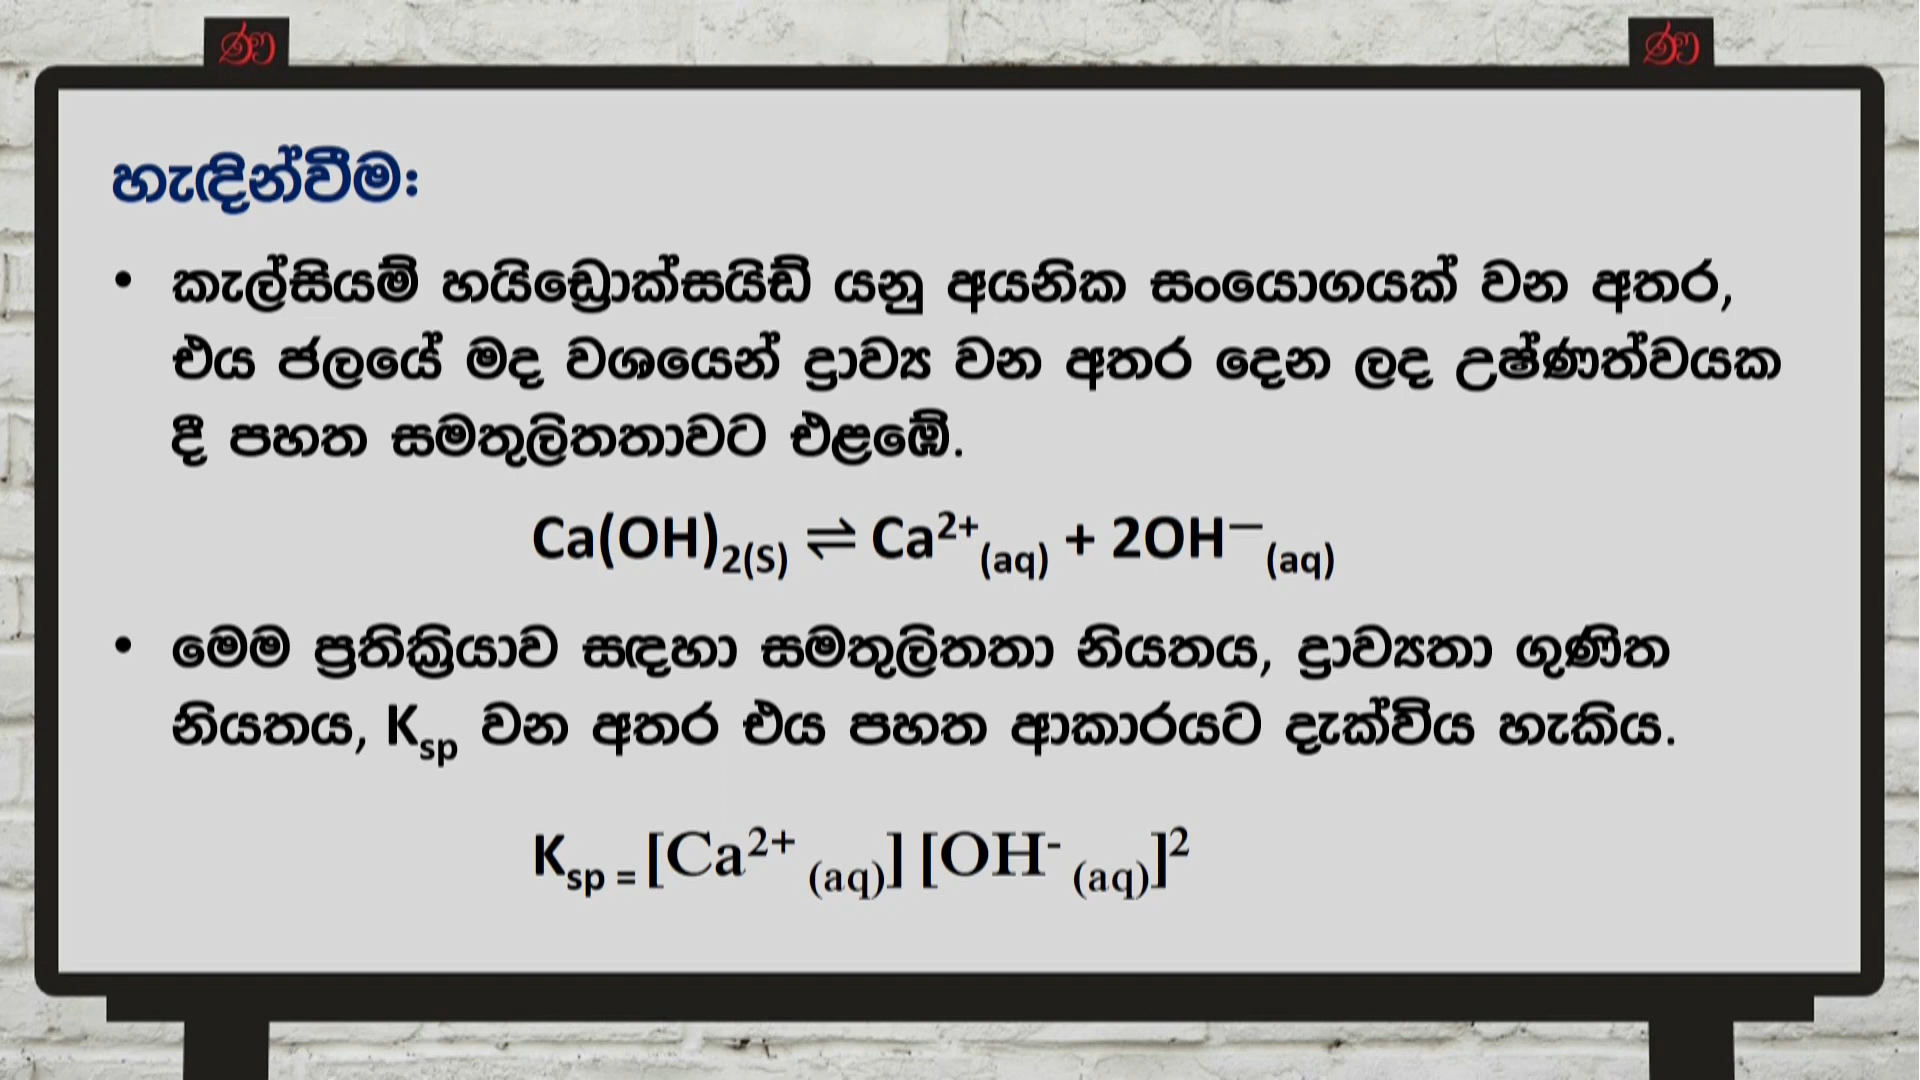 ණ ණ
හැඳින්වීම:
• කැල්සියම් හයිඩ්‍රොක්සයිඩ් යනු අයනික සංයොගයක් වන අතර,
එය ජලයේ මද වශයෙන් ද්‍රාව්‍ය වන අතර දෙන ලද උෂ්ණත්වයක
දී පහත සමතුලිතතාවට එළඹේ.
Ca(OH)₂(S) ⇌ Ca²⁺(aq) + 2OH⁻(aq)
• මෙම ප්‍රතික්‍රියාව සඳහා සමතුලිතතා නියතය, ද්‍රාව්‍යතා ගුණිත
නියතය, Ksp වන අතර එය පහත ආකාරයට දැක්විය හැකිය.
Ksp = [Ca²⁺ (aq)] [OH⁻ (aq)]²